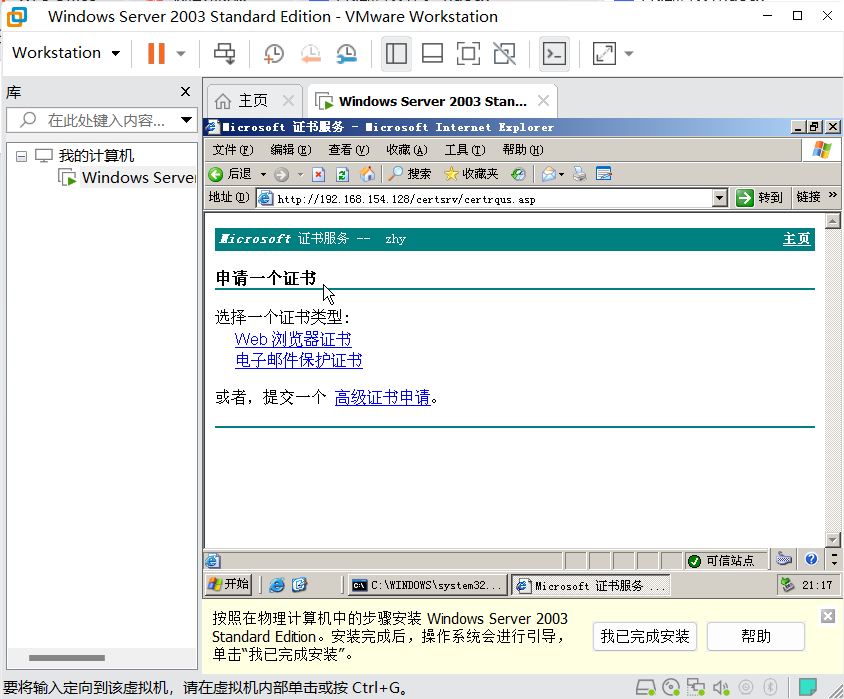 Windows Server 2003 Standard Edition - VMware Workstation
Workstation
库
主页
Windows Server 2003 Stan...
在此处键入内容...
我的计算机
Windows Serve
Microsoft 证书服务 - Microsoft Internet Explorer
文件(F) 编辑(E) 查看(V) 收藏(A) 工具(T) 帮助(H)
后退 搜索 收藏夹
地址(D) http://192.168.154.128/certsrv/certrqus.asp 转到 链接 »
Microsoft 证书服务 -- zhy 主页
申请一个证书
选择一个证书类型:
Web 浏览器证书
电子邮件保护证书
或者，提交一个 高级证书申请。
可信站点
开始 C:\WINDOWS\system32... Microsoft 证书服务 ... 21:17
按照在物理计算机中的步骤安装 Windows Server 2003
Standard Edition。安装完成后，操作系统会进行引导，
单击“我已完成安装”。
我已完成安装 帮助
要将输入定向到该虚拟机，请在虚拟机内部单击或按 Ctrl+G。